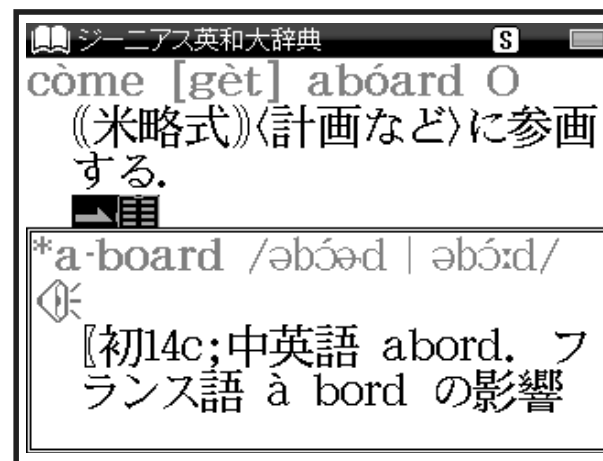 ジーニアス英和大辞典 S
còme [gèt] abóard O
⸨米略式⸩〈計画など〉に参画
する.
*a·board /əbɔ́ɚd | əbɔ́ːd/
〖初14c;中英語 abord. フ
ランス語 à bord の影響